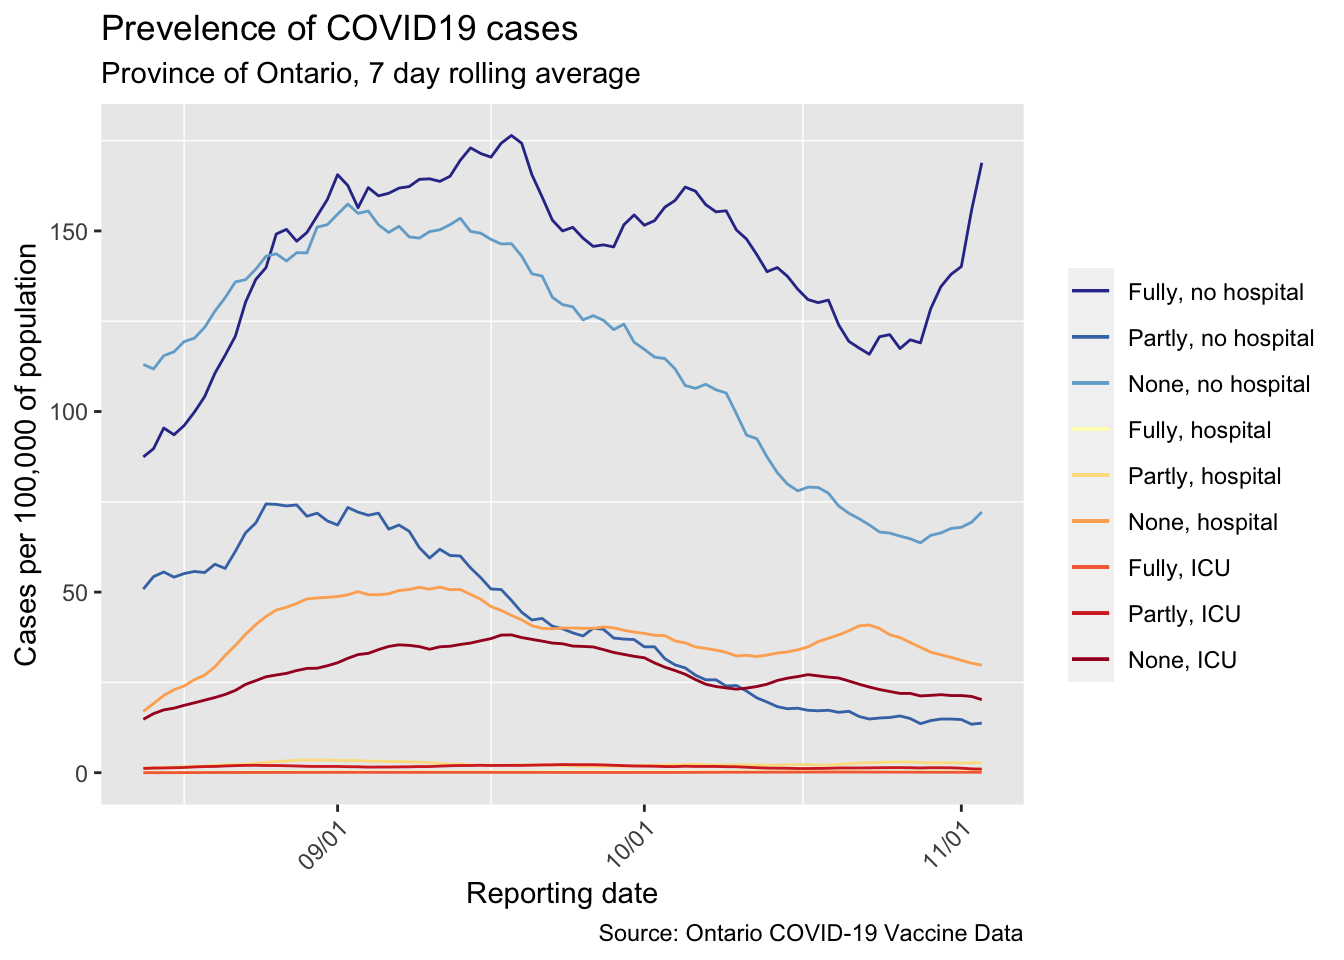 Prevelence of COVID19 cases
Province of Ontario, 7 day rolling average
Cases per 100,000 of population
150
100
50
0
09/01
10/01
11/01
Reporting date
Fully, no hospital
Partly, no hospital
None, no hospital
Fully, hospital
Partly, hospital
None, hospital
Fully, ICU
Partly, ICU
None, ICU
Source: Ontario COVID-19 Vaccine Data